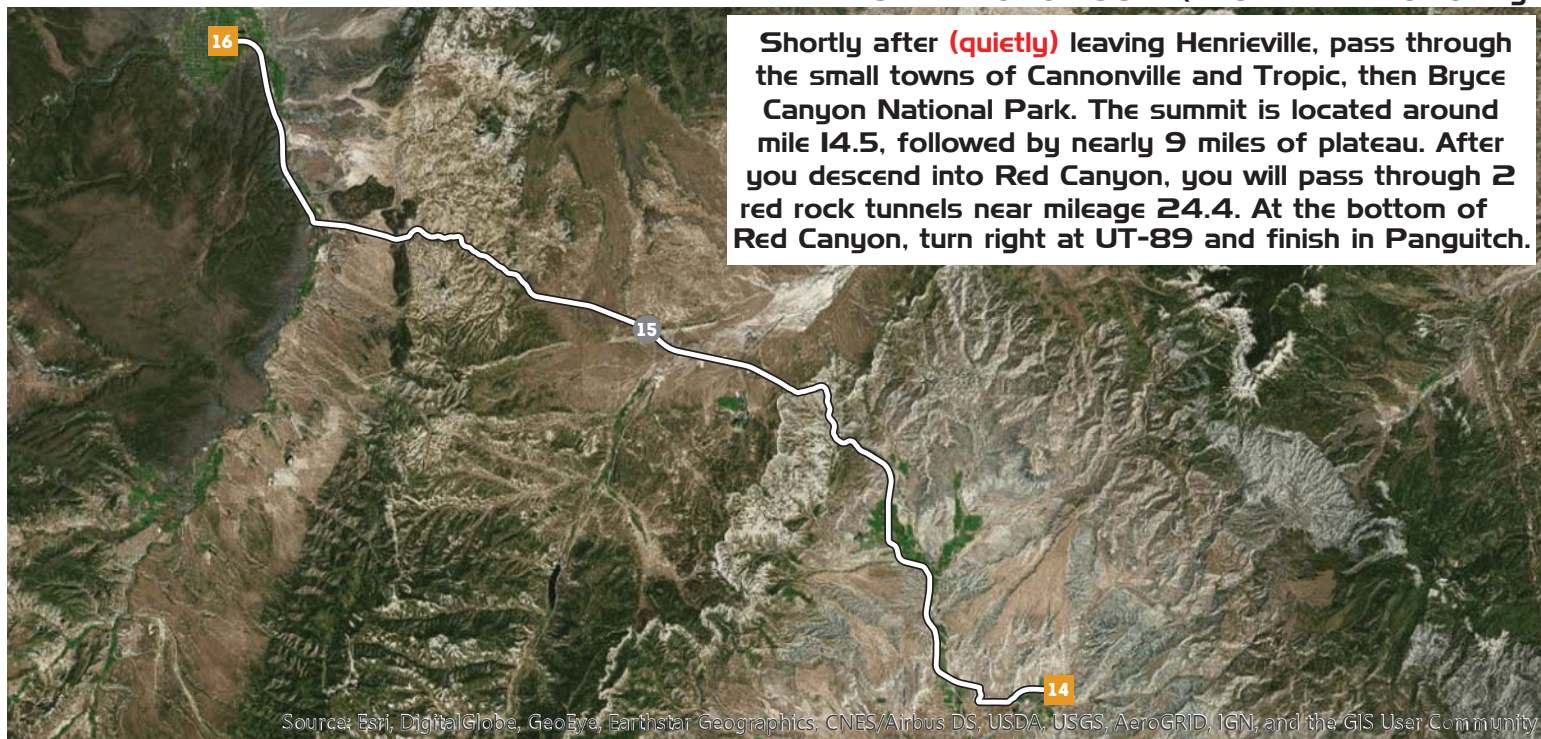 Shortly after (quietly) leaving Henrieville, pass through
the small towns of Cannonville and Tropic, then Bryce
Canyon National Park. The summit is located around
mile 14.5, followed by nearly 9 miles of plateau. After
you descend into Red Canyon, you will pass through 2
red rock tunnels near mileage 24.4. At the bottom of
Red Canyon, turn right at UT-89 and finish in Panguitch.
16
15
14
Source: Esri, DigitalGlobe, GeoEye, Earthstar Geographics, CNES/Airbus DS, USDA, USGS, AeroGRID, IGN, and the GIS User Community